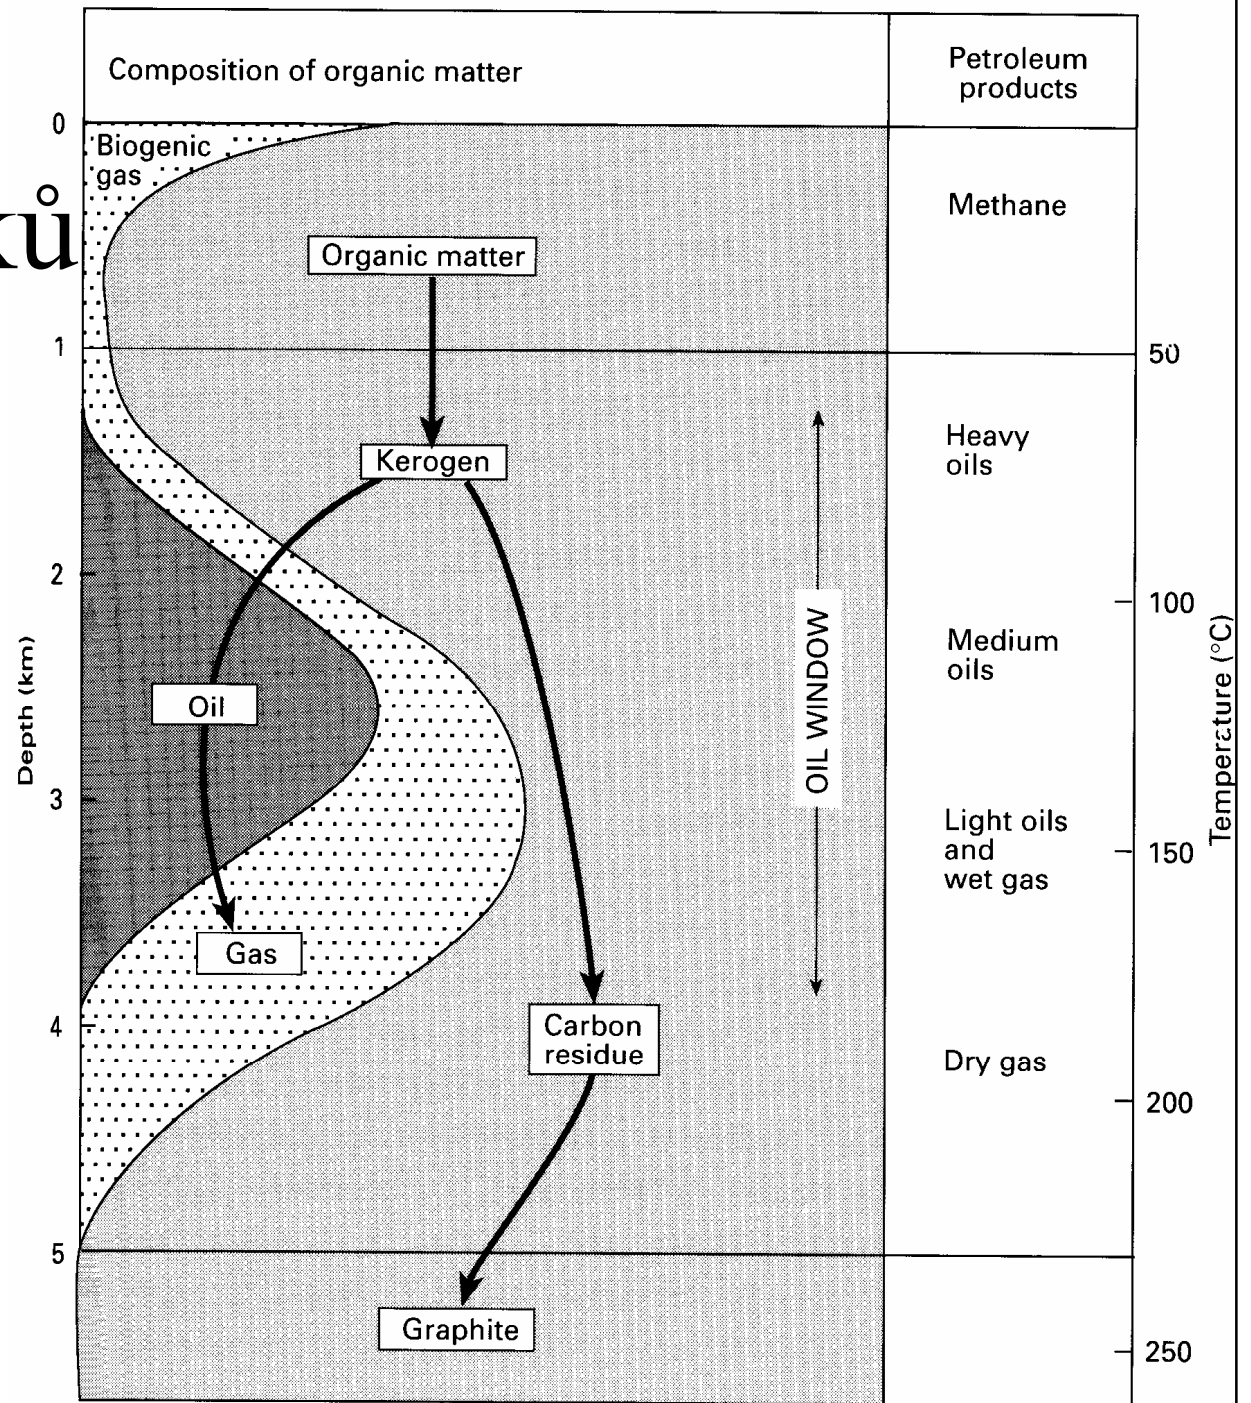 Composition of organic matter
Petroleum
products
0
Biogenic
gas
ků
Methane
Organic matter
1
50
Heavy
oils
Kerogen
2
100
Medium
oils
Oil
OIL WINDOW
Depth (km)
Temperature (°C)
3
Light oils
and
wet gas
150
Gas
4
Carbon
residue
Dry gas
200
5
Graphite
250